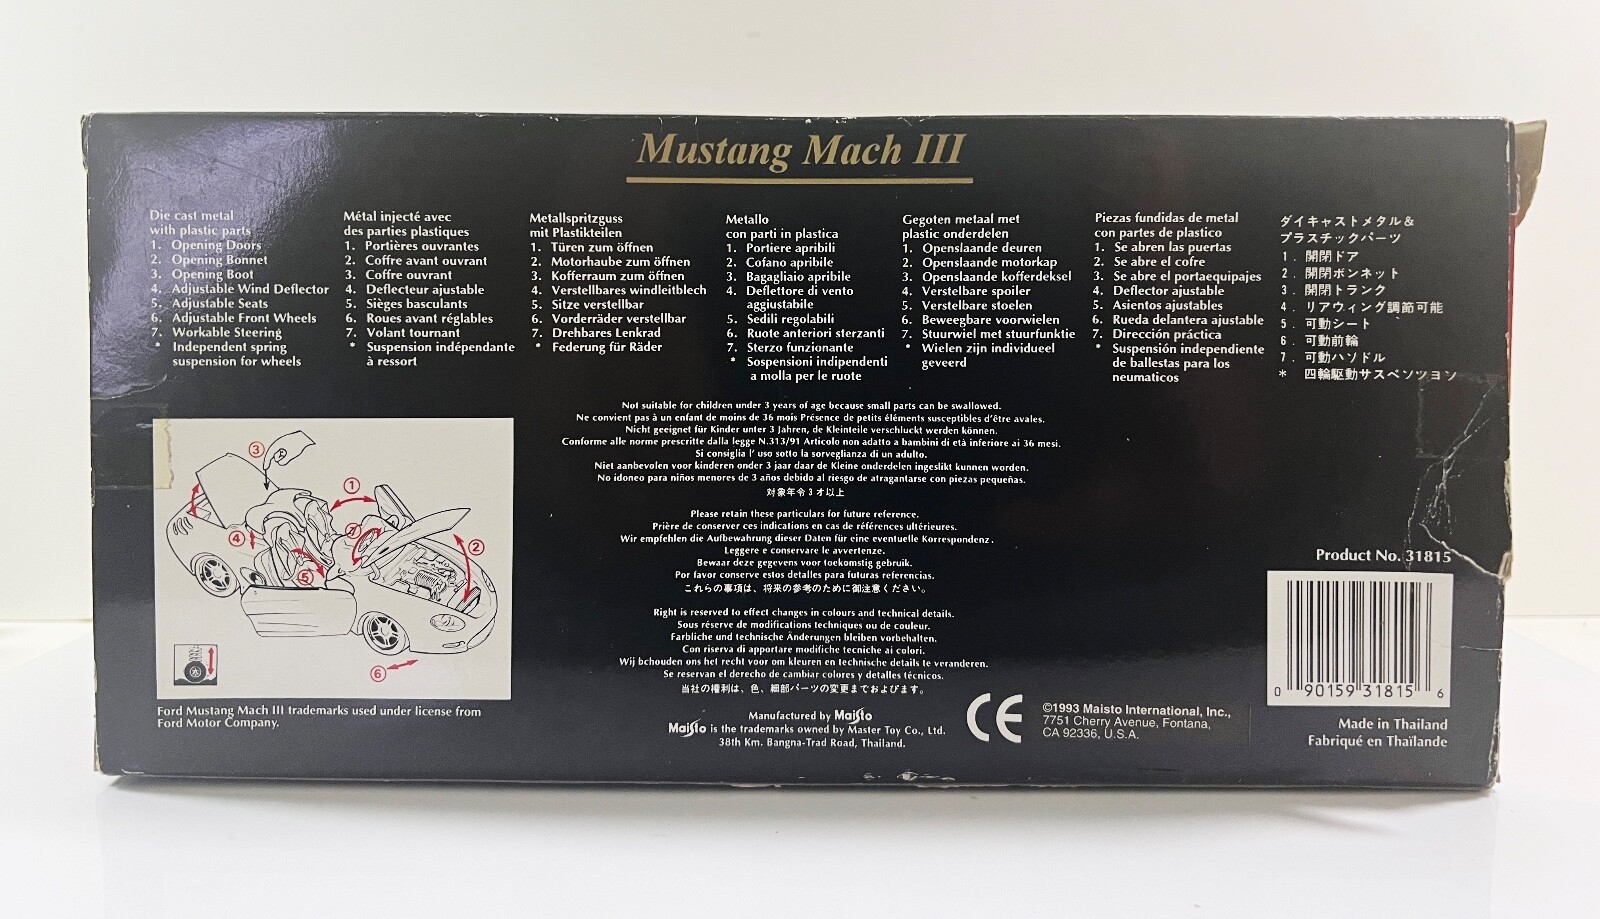 Mustang Mach III
Die cast metal
with plastic parts
1. Opening Doors
2. Opening Bonnet
3. Opening Boot
4. Adjustable Wind Deflector
5. Adjustable Seats
6. Adjustable Front Wheels
7. Workable Steering
* Independent spring
suspension for wheels
Métal injecté avec
des parties plastiques
1. Portières ouvrantes
2. Coffre avant ouvrant
3. Coffre ouvrant
4. Deflecteur ajustable
5. Sièges basculants
6. Roues avant réglables
7. Volant tournant
* Suspension indépendante
à ressort
Metallspritzguss
mit Plastikteilen
1. Türen zum öffnen
2. Motorhaube zum öffnen
3. Kofferraum zum öffnen
4. Verstellbares windleitblech
5. Sitze verstellbar
6. Vorderräder verstellbar
7. Drehbares Lenkrad
* Federung für Räder
Metallo
con parti in plastica
1. Portiere apribili
2. Cofano apribile
3. Bagagliaio apribile
4. Deflettore di vento
aggiustabile
5. Sedili regolabili
6. Ruote anteriori sterzanti
7. Sterzo funzionante
* Sospensioni indipendenti
a molla per le ruote
Gegoten metaal met
plastic onderdelen
1. Openslaande deuren
2. Openslaande motorkap
3. Openslaande kofferdeksel
4. Verstelbare spoiler
5. Verstelbare stoelen
6. Beweegbare voorwielen
7. Stuurwiel met stuurfunktie
* Wielen zijn individueel
geveerd
Piezas fundidas de metal
con partes de plastico
1. Se abren las puertas
2. Se abre el cofre
3. Se abre el portaequipajes
4. Deflector ajustable
5. Asientos ajustables
6. Rueda delantera ajustable
7. Dirección práctica
* Suspensión independiente
de ballestas para los
neumaticos
ダイキャストメタル&
プラスチックパーツ
1. 開閉ドア
2. 開閉ボンネット
3. 開閉トランク
4. リアウィング調節可能
5. 可動シート
6. 可動前輪
7. 可動ハンドル
* 四輪駆動サスペンツョン
Not suitable for children under 3 years of age because small parts can be swallowed.
Ne convient pas à un enfant de moins de 36 mois Présence de petits éléments susceptibles d'être avales.
Nicht geeignet für Kinder unter 3 Jahren, de Kleinteile verschluckt werden können.
Conforme alle norme prescritte dalla legge N.313/91 Articolo non adatto a bambini di età inferiore ai 36 mesi.
Si consiglia l' uso sotto la sorveglianza di un adulto.
Niet aanbevolen voor kinderen onder 3 jaar daar de Kleine onderdelen ingeslikt kunnen worden.
No idoneo para niños menores de 3 años debido al riesgo de atragantarse con piezas pequeñas.
対象年令3才以上
Please retain these particulars for future reference.
Prière de conserver ces indications en cas de références ultérieures.
Wir empfehlen die Aufbewahrung dieser Daten für eine eventuelle Korrespondenz.
Leggere e conservare le avvertenze.
Bewaar deze gegevens voor toekomstig gebruik.
Por favor conserve estos detalles para futuras referencias.
これらの事項は、将来の参考のために御注意ください。
Right is reserved to effect changes in colours and technical details.
Sous réserve de modifications techniques ou de couleur.
Farbliche und technische Änderungen bleiben vorbehalten.
Con riserva di apportare modifiche tecniche ai colori.
Wij bchouden ons het recht voor om kleuren en technische details te veranderen.
Se reservan el derecho de cambiar colores y detalles técnicos.
当社の権利は、色、細部パーツの変更までおよびます。
3
1
7
2
4
5
6
Ford Mustang Mach III trademarks used under license from
Ford Motor Company.
Manufactured by Maisto
Maisto is the trademarks owned by Master Toy Co., Ltd.
38th Km. Bangna-Trad Road, Thailand.
CE
©1993 Maisto International, Inc.,
7751 Cherry Avenue, Fontana,
CA 92336, U.S.A.
Product No. 31815
0 90159 31815 6
Made in Thailand
Fabriqué en Thaïlande